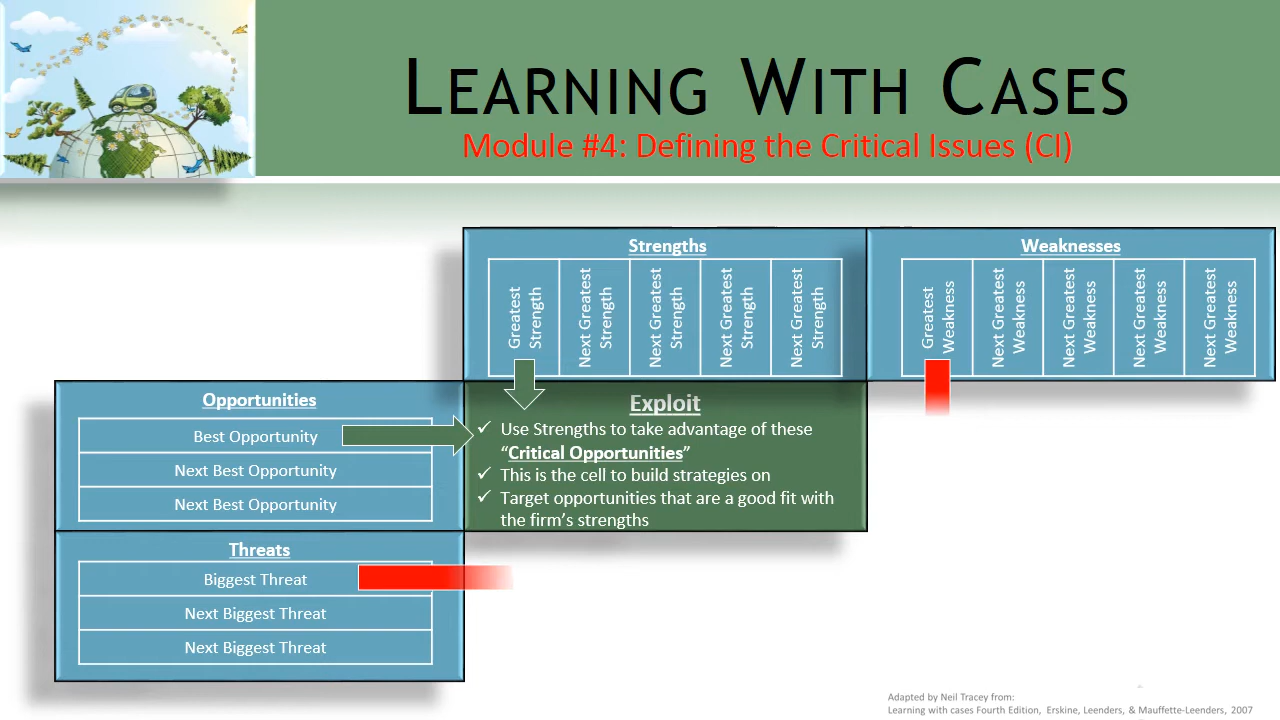 LEARNING WITH CASES
Module #4: Defining the Critical Issues (CI)
Strengths
Weaknesses
Greatest
Strength
Next Greatest
Strength
Next Greatest
Strength
Next Greatest
Strength
Next Greatest
Strength
Greatest
Weakness
Next Greatest
Weakness
Next Greatest
Weakness
Next Greatest
Weakness
Next Greatest
Weakness
Opportunities
Best Opportunity
Next Best Opportunity
Next Best Opportunity
Exploit
✓ Use Strengths to take advantage of these
“Critical Opportunities”
✓ This is the cell to build strategies on
✓ Target opportunities that are a good fit with
the firm’s strengths
Threats
Biggest Threat
Next Biggest Threat
Next Biggest Threat
Adapted by Neil Tracey from:
Learning with cases Fourth Edition, Erskine, Leenders, & Mauffette-Leenders, 2007